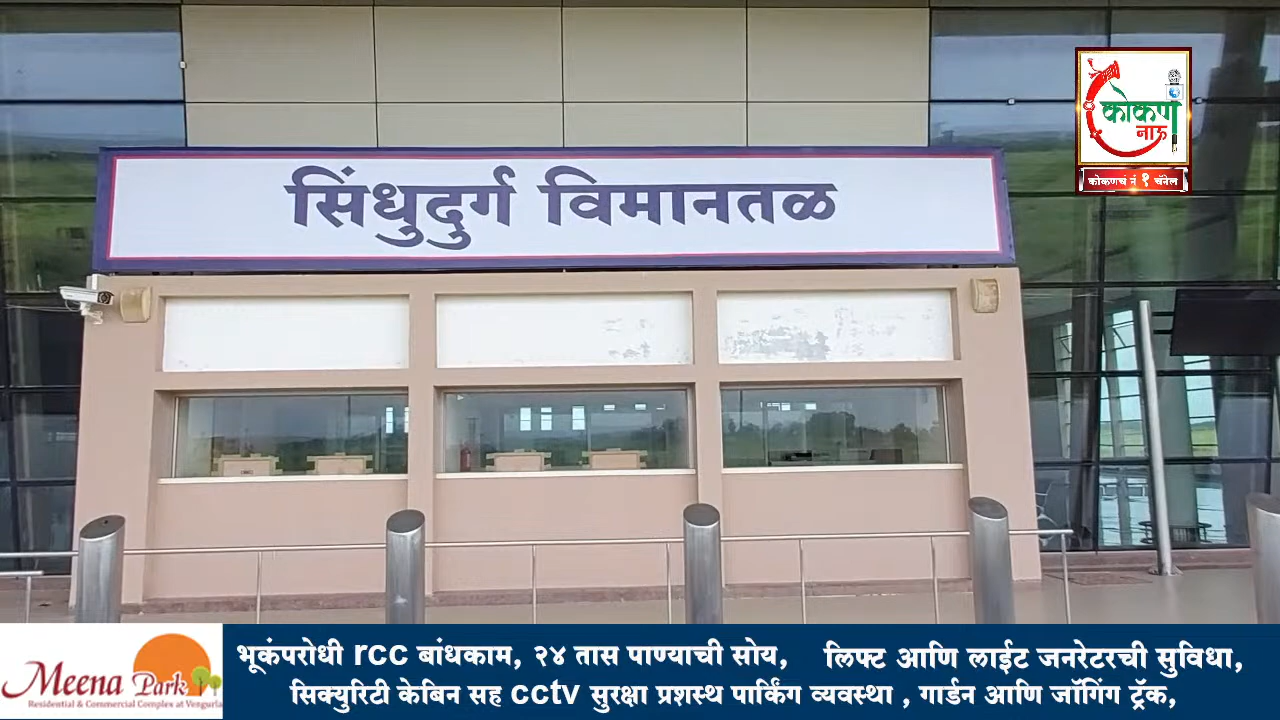 कोकण
नाऊ
कोकणचं नं १ चॅनेल
सिंधुदुर्ग विमानतळ
Meena Park
Residential & Commercial Complex at Vengurla
भूकंपरोधी rcc बांधकाम, २४ तास पाण्याची सोय, लिफ्ट आणि लाईट जनरेटरची सुविधा,
सिक्युरिटी केबिन सह cctv सुरक्षा प्रशस्थ पार्किंग व्यवस्था , गार्डन आणि जॉगिंग ट्रॅक,